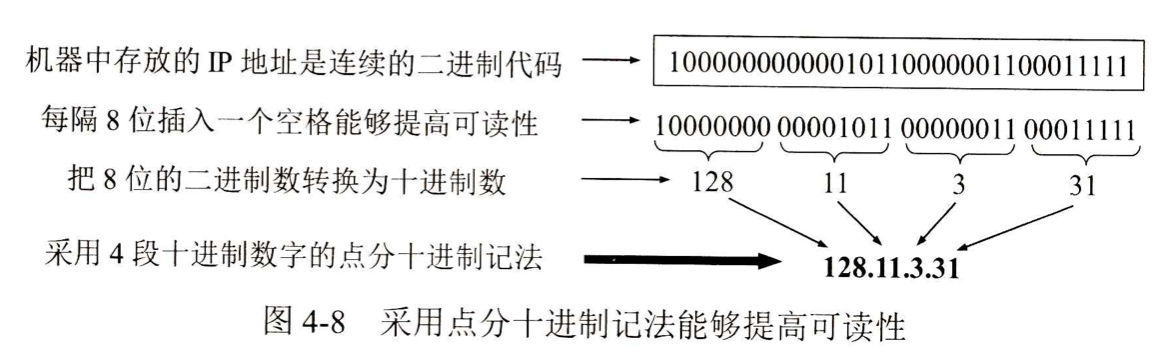 机器中存放的 IP 地址是连续的二进制代码 10000000000010110000001100011111
每隔 8 位插入一个空格能够提高可读性 10000000 00001011 00000011 00011111
把 8 位的二进制数转换为十进制数 128 11 3 31
采用 4 段十进制数字的点分十进制记法 128.11.3.31
图 4-8 采用点分十进制记法能够提高可读性